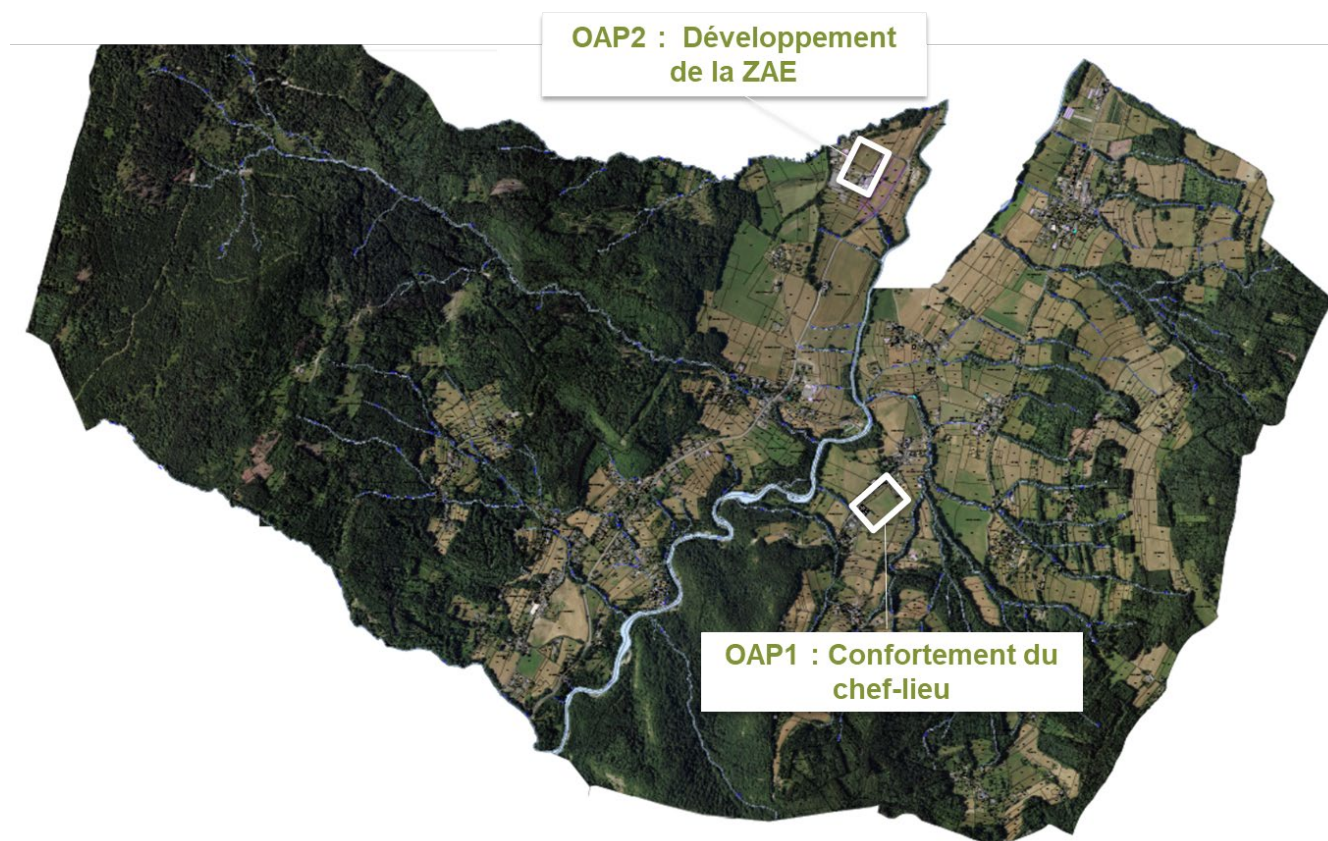 OAP2 : Développement
de la ZAE
OAP1 : Confortement du
chef-lieu